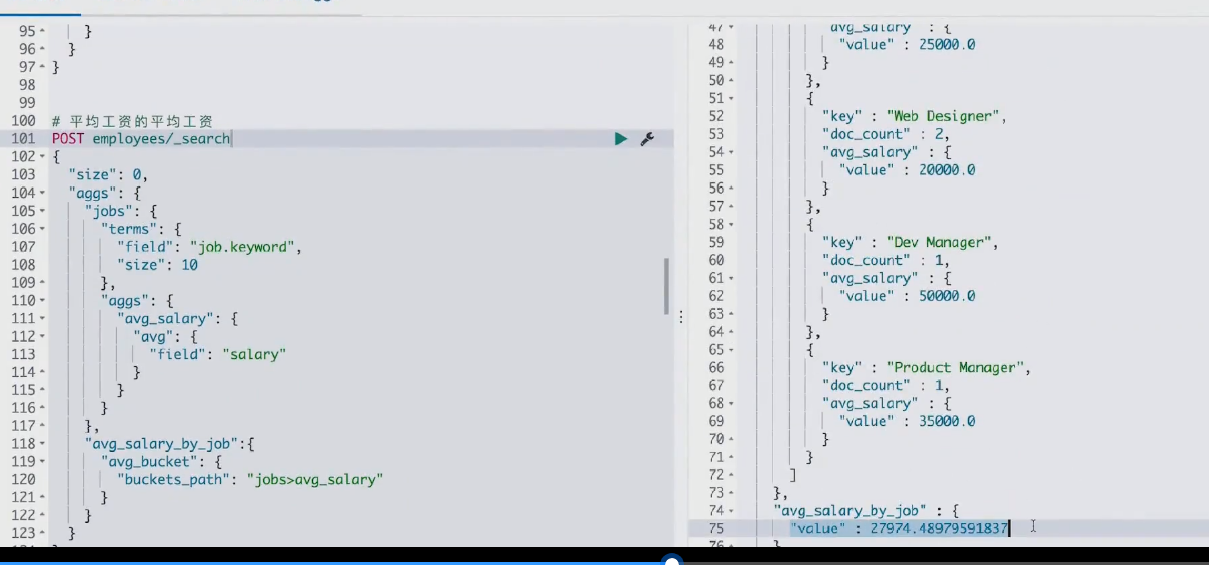 95 }
96 }
97 }
98
99
100 # 平均工资的平均工资
101 POST employees/_search
102 {
103 "size": 0,
104 "aggs": {
105 "jobs": {
106 "terms": {
107 "field": "job.keyword",
108 "size": 10
109 },
110 "aggs": {
111 "avg_salary": {
112 "avg": {
113 "field": "salary"
114 }
115 }
116 }
117 },
118 "avg_salary_by_job":{
119 "avg_bucket": {
120 "buckets_path": "jobs>avg_salary"
121 }
122 }
123 }
47 "avg_salary" : {
48 "value" : 25000.0
49 }
50 },
51 {
52 "key" : "Web Designer",
53 "doc_count" : 2,
54 "avg_salary" : {
55 "value" : 20000.0
56 }
57 },
58 {
59 "key" : "Dev Manager",
60 "doc_count" : 1,
61 "avg_salary" : {
62 "value" : 50000.0
63 }
64 },
65 {
66 "key" : "Product Manager",
67 "doc_count" : 1,
68 "avg_salary" : {
69 "value" : 35000.0
70 }
71 }
72 ]
73 },
74 "avg_salary_by_job" : {
75 "value" : 27974.48979591837
76 }